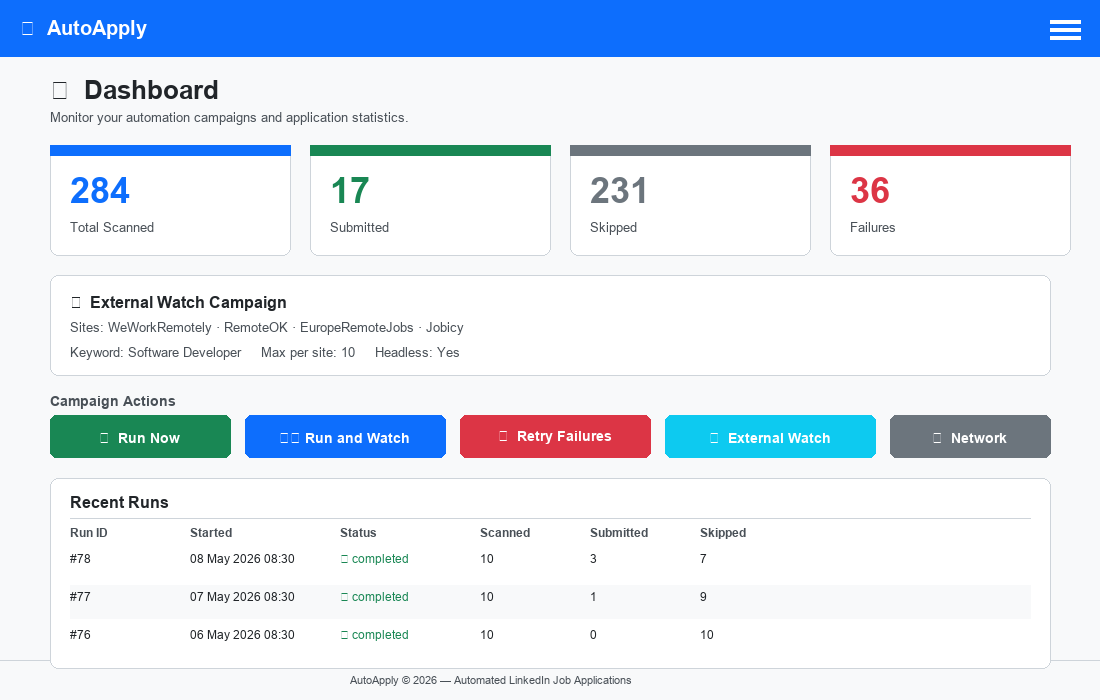 AutoApply
Dashboard
Monitor your automation campaigns and application statistics.
284
Total Scanned
17
Submitted
231
Skipped
36
Failures
External Watch Campaign
Sites: WeWorkRemotely · RemoteOK · EuropeRemoteJobs · Jobicy
Keyword: Software Developer Max per site: 10 Headless: Yes
Campaign Actions
Run Now
Run and Watch
Retry Failures
External Watch
Network
Recent Runs
Run ID Started Status Scanned Submitted Skipped
#78 08 May 2026 08:30 completed 10 3 7
#77 07 May 2026 08:30 completed 10 1 9
#76 06 May 2026 08:30 completed 10 0 10
AutoApply © 2026 — Automated LinkedIn Job Applications